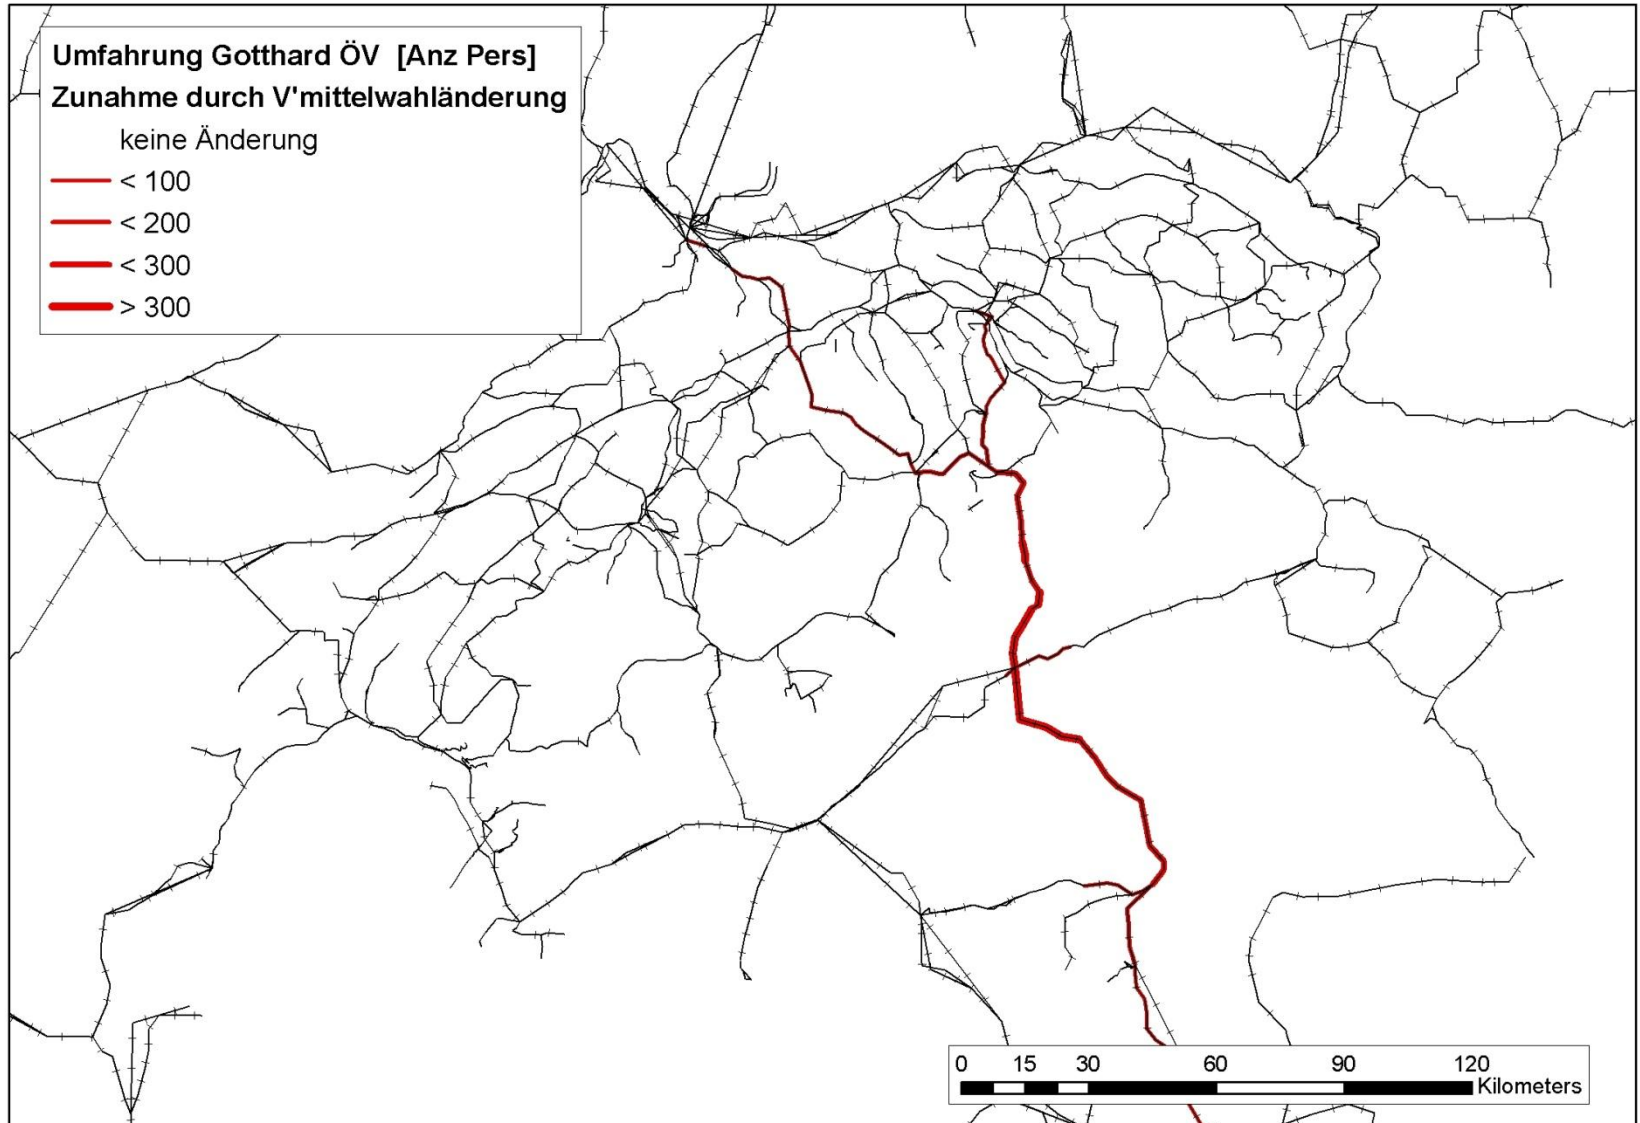 Umfahrung Gotthard ÖV [Anz Pers]
Zunahme durch V'mittelwahländerung
keine Änderung
< 100
< 200
< 300
> 300
0 15 30 60 90 120
Kilometers